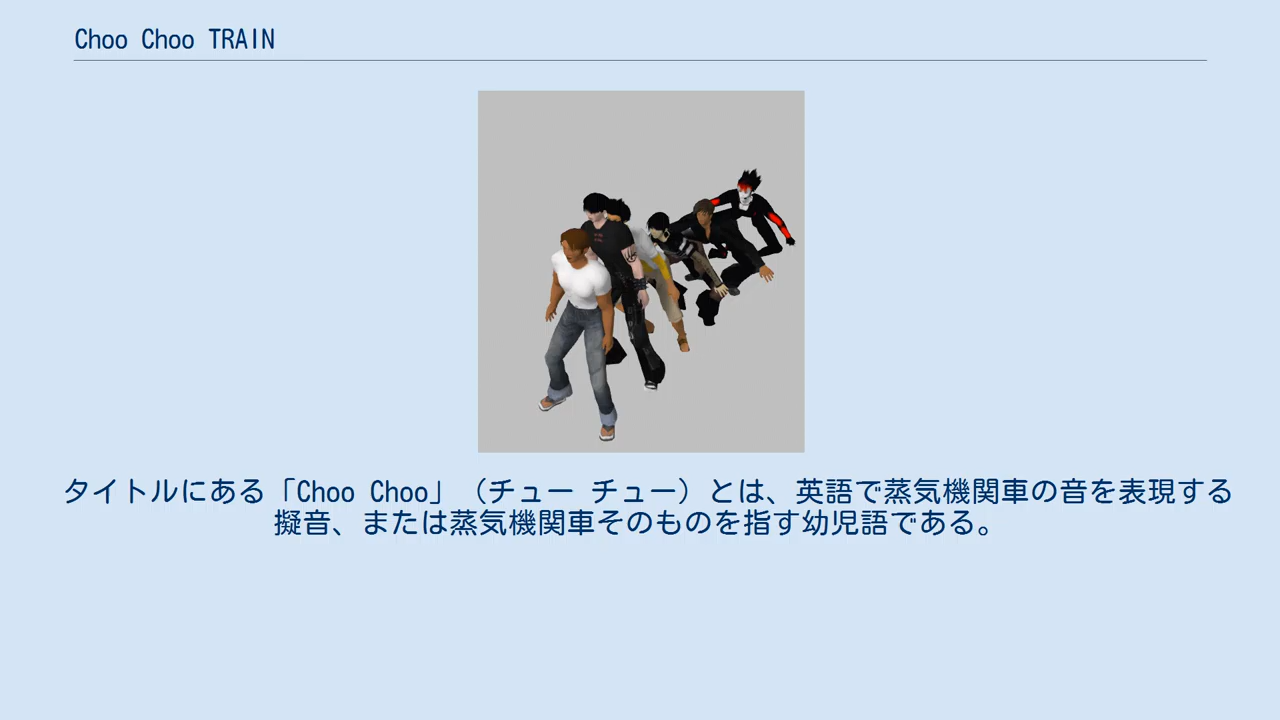 Choo Choo TRAIN
タイトルにある「Choo Choo」（チュー チュー）とは、英語で蒸気機関車の音を表現する
擬音、または蒸気機関車そのものを指す幼児語である。